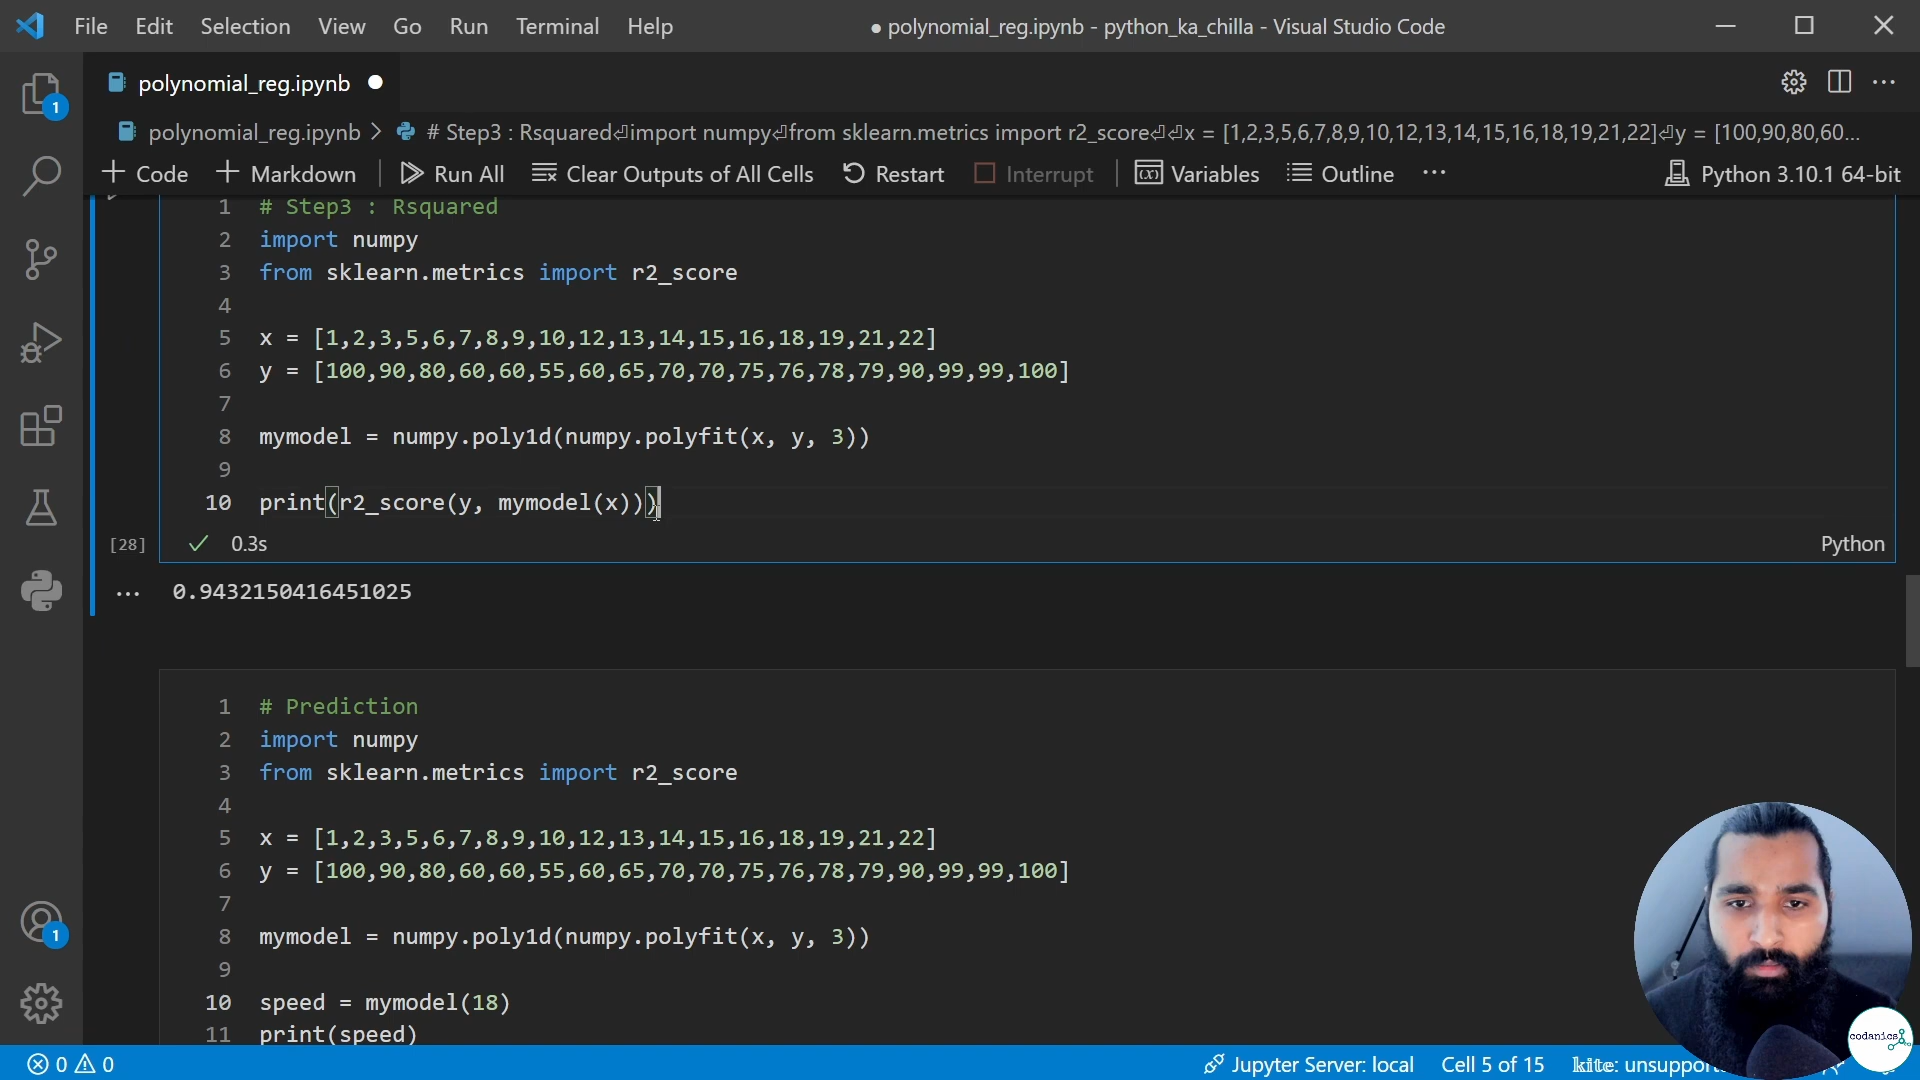 File Edit Selection View Go Run Terminal Help
● polynomial_reg.ipynb - python_ka_chilla - Visual Studio Code
polynomial_reg.ipynb ●
polynomial_reg.ipynb > # Step3 : Rsquared⏎import numpy⏎from sklearn.metrics import r2_score⏎⏎x = [1,2,3,5,6,7,8,9,10,12,13,14,15,16,18,19,21,22]⏎y = [100,90,80,60...
+ Code + Markdown Run All Clear Outputs of All Cells Restart Interrupt Variables Outline ... Python 3.10.1 64-bit
1 # Step3 : Rsquared
2 import numpy
3 from sklearn.metrics import r2_score
4
5 x = [1,2,3,5,6,7,8,9,10,12,13,14,15,16,18,19,21,22]
6 y = [100,90,80,60,60,55,60,65,70,70,75,76,78,79,90,99,99,100]
7
8 mymodel = numpy.poly1d(numpy.polyfit(x, y, 3))
9
10 print(r2_score(y, mymodel(x)))
[28] ✓ 0.3s Python
... 0.9432150416451025
1 # Prediction
2 import numpy
3 from sklearn.metrics import r2_score
4
5 x = [1,2,3,5,6,7,8,9,10,12,13,14,15,16,18,19,21,22]
6 y = [100,90,80,60,60,55,60,65,70,70,75,76,78,79,90,99,99,100]
7
8 mymodel = numpy.poly1d(numpy.polyfit(x, y, 3))
9
10 speed = mymodel(18)
11 print(speed)
1
1
codanics
0 0 Jupyter Server: local Cell 5 of 15 kite: unsuppor